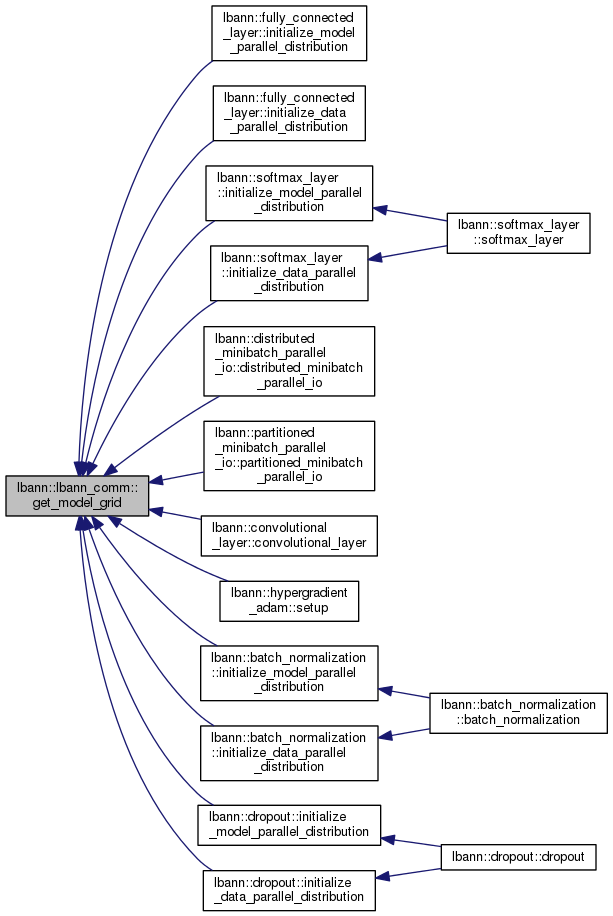 lbann::fully_connected
_layer::initialize_model
_parallel_distribution
lbann::fully_connected
_layer::initialize_data
_parallel_distribution
lbann::softmax_layer
::initialize_model_parallel
_distribution
lbann::softmax_layer
::softmax_layer
lbann::softmax_layer
::initialize_data_parallel
_distribution
lbann::distributed
_minibatch_parallel
_io::distributed_minibatch
_parallel_io
lbann::partitioned
_minibatch_parallel
_io::partitioned_minibatch
_parallel_io
lbann::lbann_comm::
get_model_grid
lbann::convolutional
_layer::convolutional_layer
lbann::hypergradient
_adam::setup
lbann::batch_normalization
::initialize_model_parallel
_distribution
lbann::batch_normalization
::batch_normalization
lbann::batch_normalization
::initialize_data_parallel
_distribution
lbann::dropout::initialize
_model_parallel_distribution
lbann::dropout::dropout
lbann::dropout::initialize
_data_parallel_distribution